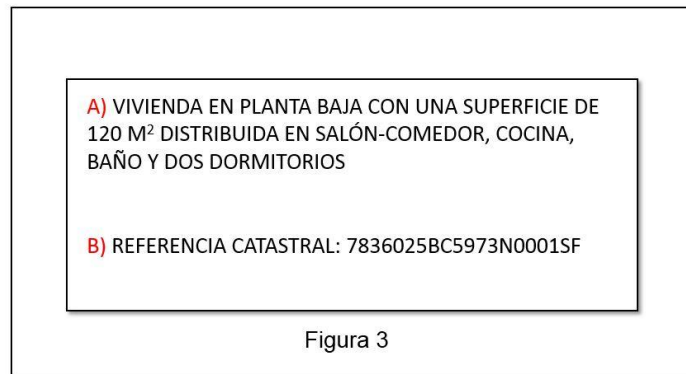 A) VIVIENDA EN PLANTA BAJA CON UNA SUPERFICIE DE
120 M² DISTRIBUIDA EN SALÓN-COMEDOR, COCINA,
BAÑO Y DOS DORMITORIOS
B) REFERENCIA CATASTRAL: 7836025BC5973N0001SF
Figura 3